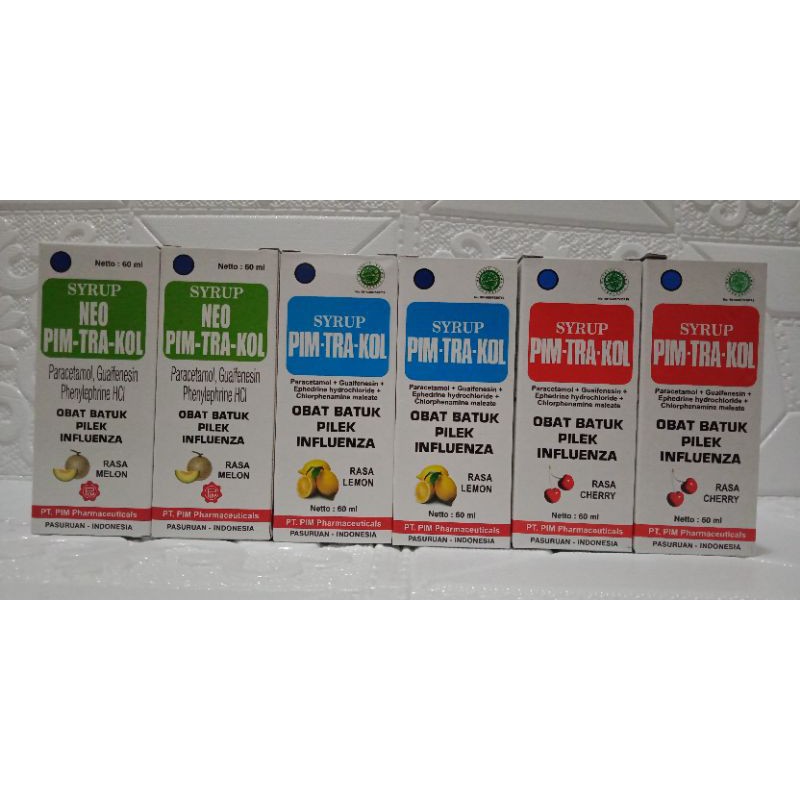 Netto : 60 ml
SYRUP
NEO
PIM-TRA-KOL
Paracetamol, Guaifenesin
Phenylephrine HCl
OBAT BATUK
PILEK
INFLUENZA
RASA
MELON
PT. PIM Pharmaceuticals
PASURUAN - INDONESIA
Netto : 60 ml
SYRUP
NEO
PIM-TRA-KOL
Paracetamol, Guaifenesin
Phenylephrine HCl
OBAT BATUK
PILEK
INFLUENZA
RASA
MELON
PT. PIM Pharmaceuticals
PASURUAN - INDONESIA
SYRUP
PIM-TRA-KOL
Paracetamol + Guaifenesin +
Ephedrine hydrochloride +
Chlorphenamine maleate
OBAT BATUK
PILEK
INFLUENZA
RASA
LEMON
Netto : 60 ml
PT. PIM Pharmaceuticals
PASURUAN - INDONESIA
SYRUP
PIM-TRA-KOL
Paracetamol + Guaifenesin +
Ephedrine hydrochloride +
Chlorphenamine maleate
OBAT BATUK
PILEK
INFLUENZA
RASA
LEMON
Netto : 60 ml
PT. PIM Pharmaceuticals
PASURUAN - INDONESIA
SYRUP
PIM-TRA-KOL
Paracetamol + Guaifenesin +
Ephedrine hydrochloride +
Chlorphenamine maleate
OBAT BATUK
PILEK
INFLUENZA
RASA
CHERRY
Netto : 60 ml
PT. PIM Pharmaceuticals
PASURUAN - INDONESIA
SYRUP
PIM-TRA-KOL
Paracetamol + Guaifenesin +
Ephedrine hydrochloride +
Chlorphenamine maleate
OBAT BATUK
PILEK
INFLUENZA
RASA
CHERRY
Netto : 60 ml
PT. PIM Pharmaceuticals
PASURUAN - INDONESIA